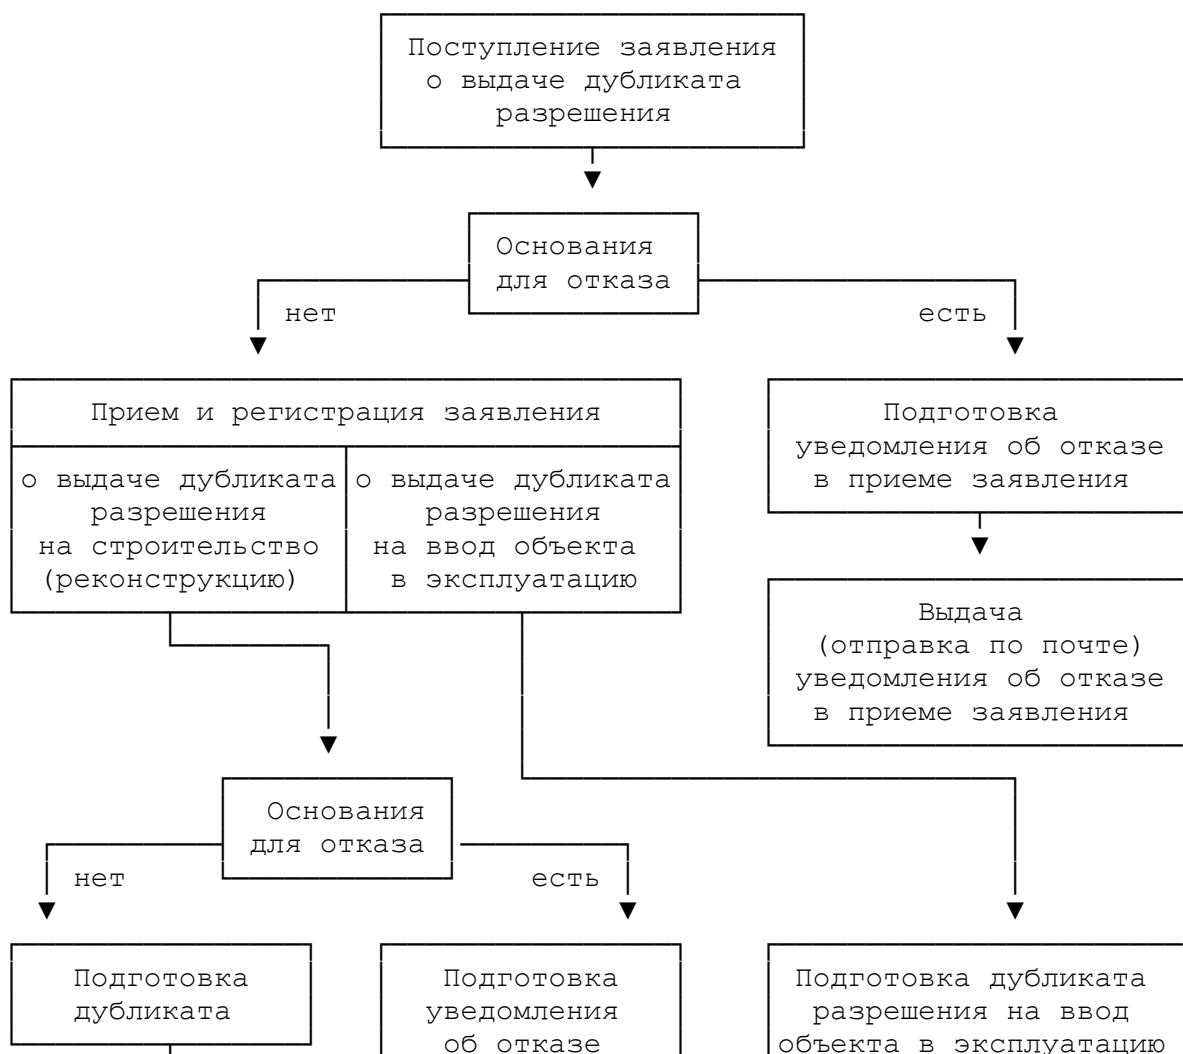 Поступление заявления
о выдаче дубликата
разрешения
Основания
для отказа
нет
есть
Прием и регистрация заявления
о выдаче дубликата
разрешения
на строительство
(реконструкцию)
о выдаче дубликата
разрешения
на ввод объекта
в эксплуатацию
Подготовка
уведомления об отказе
в приеме заявления
Выдача
(отправка по почте)
уведомления об отказе
в приеме заявления
Основания
для отказа
нет
есть
Подготовка
дубликата
Подготовка
уведомления
об отказе
Подготовка дубликата
разрешения на ввод
объекта в эксплуатацию